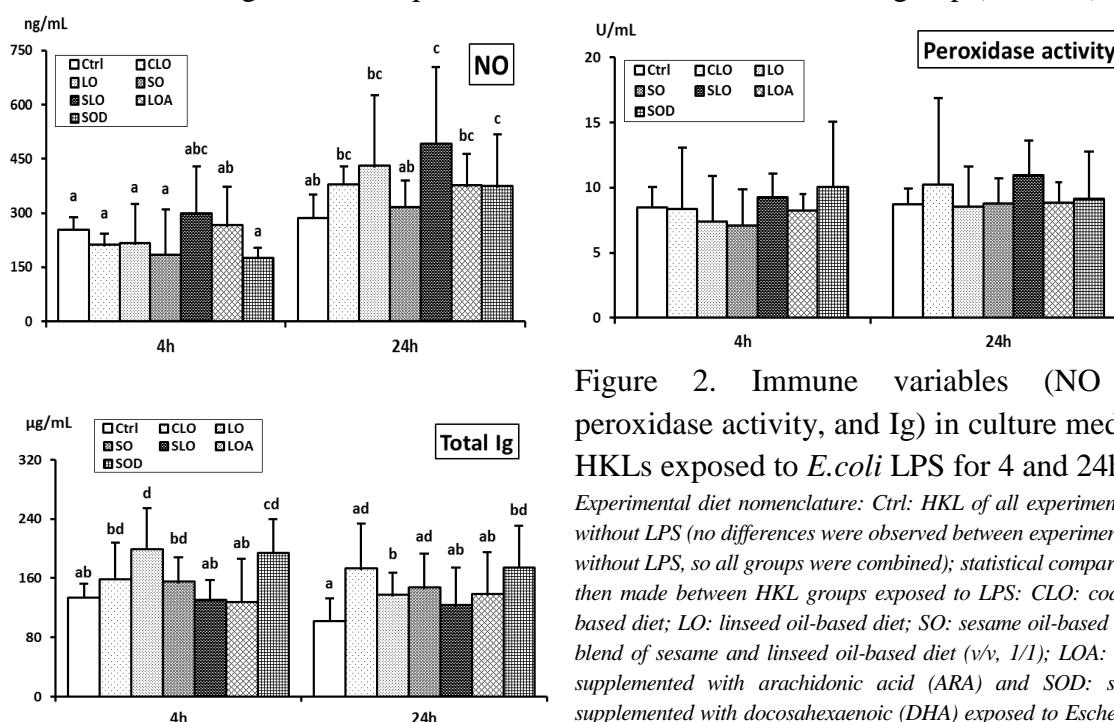 ng/mL
750
600
450
300
150
0
Ctrl CLO
LO SO
SLO LOA
SOD
NO
a a a a abc ab a
ab bc bc ab c bc c
4h 24h
U/mL
20
15
10
5
0
Ctrl CLO LO
SO SLO LOA
SOD
Peroxidase activity
4h 24h
µg/mL
320
240
160
80
0
Ctrl CLO LO
SO SLO LOA
SOD
Total Ig
ab bd d bd ab ab cd
a ad b ad ab ab bd
4h 24h
Figure 2. Immune variables (NO
peroxidase activity, and Ig) in culture med
HKLs exposed to E.coli LPS for 4 and 24h
Experimental diet nomenclature: Ctrl: HKL of all experimen
without LPS (no differences were observed between experimen
without LPS, so all groups were combined); statistical compar
then made between HKL groups exposed to LPS: CLO: coc
based diet; LO: linseed oil-based diet; SO: sesame oil-based
blend of sesame and linseed oil-based diet (v/v, 1/1); LOA:
supplemented with arachidonic acid (ARA) and SOD: s
supplemented with docosahexaenoic (DHA) exposed to Esche